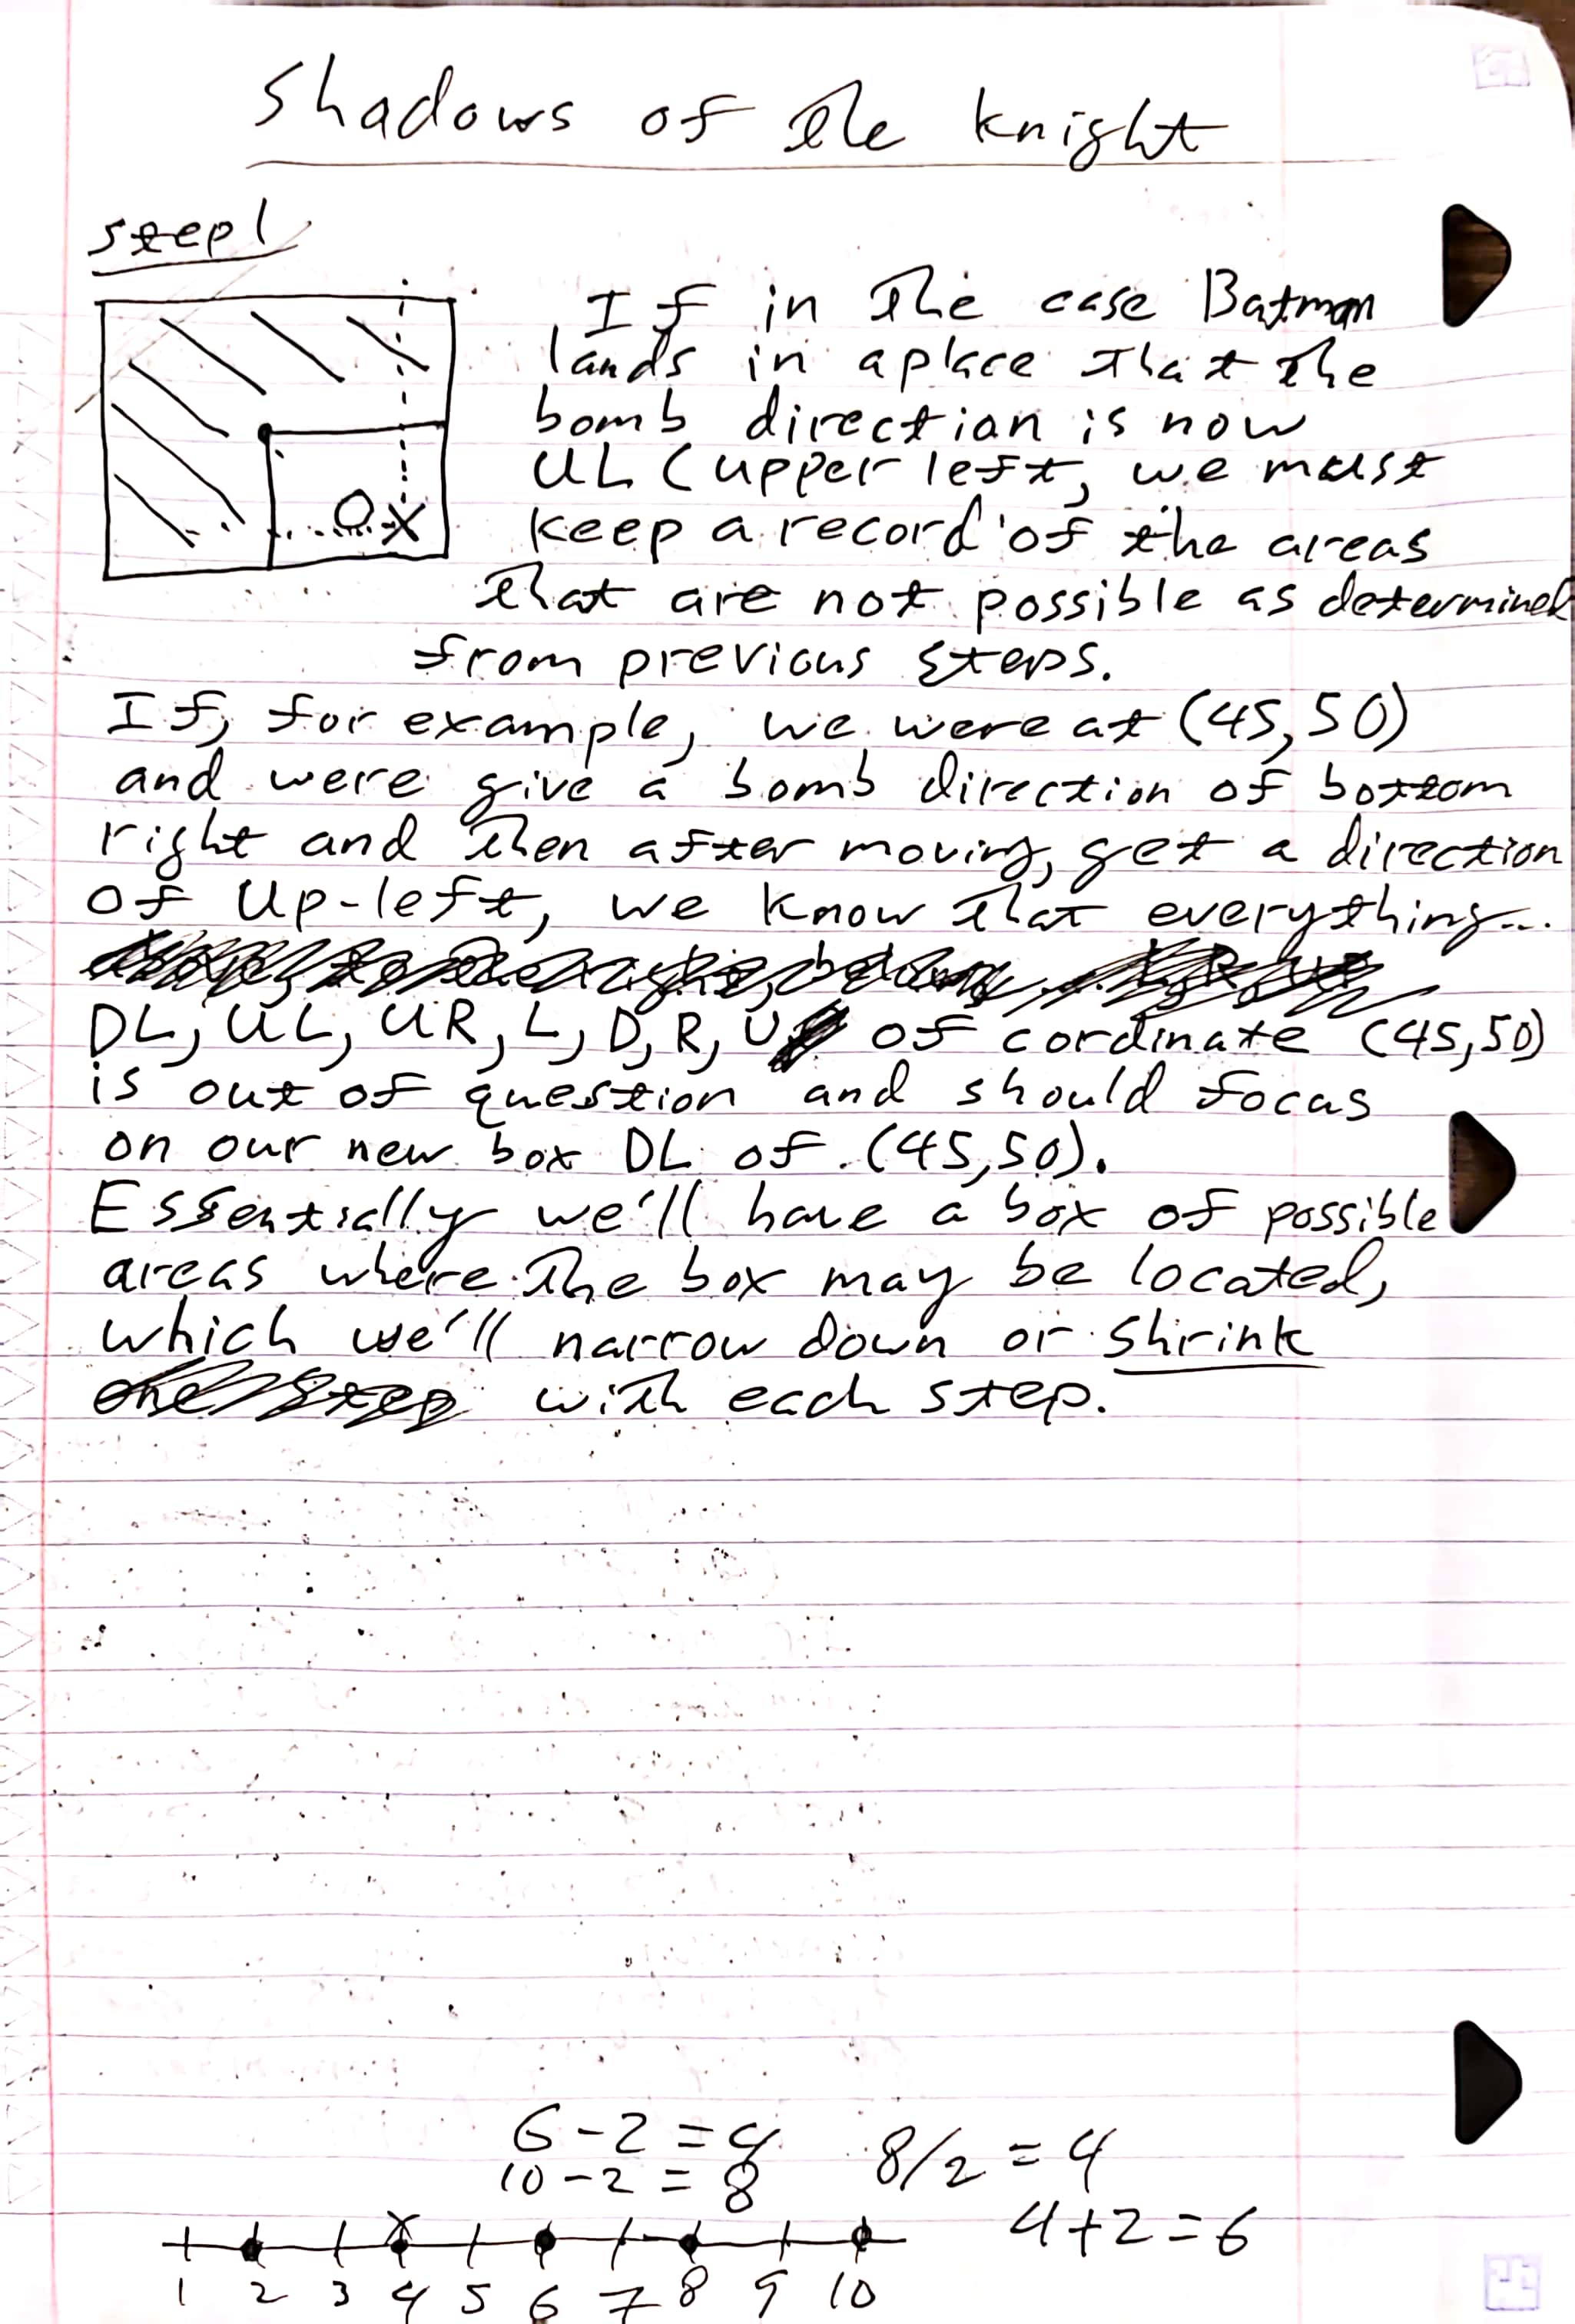 Shadows of the Knight
Step 1
If in the case Batman
lands in a place that the
bomb direction is now
UL (upper left, we must
keep a record of the areas
that are not possible as determined
from previous steps.
If, for example, we were at (45,50)
and were give a bomb direction of bottom
right and then after moving, get a direction
of Up-left, we know that everything...
DL, UL, UR, L, D, R, U of cordinate (45,50)
is out of question and should focus
on our new box DL of (45,50).
Essentially we'll have a box of possible
areas where the box may be located,
which we'll narrow down or shrink
with each step.
6-2=4
10-2=8
8/2=4
4+2=6
X
1 2 3 4 5 6 7 8 9 10